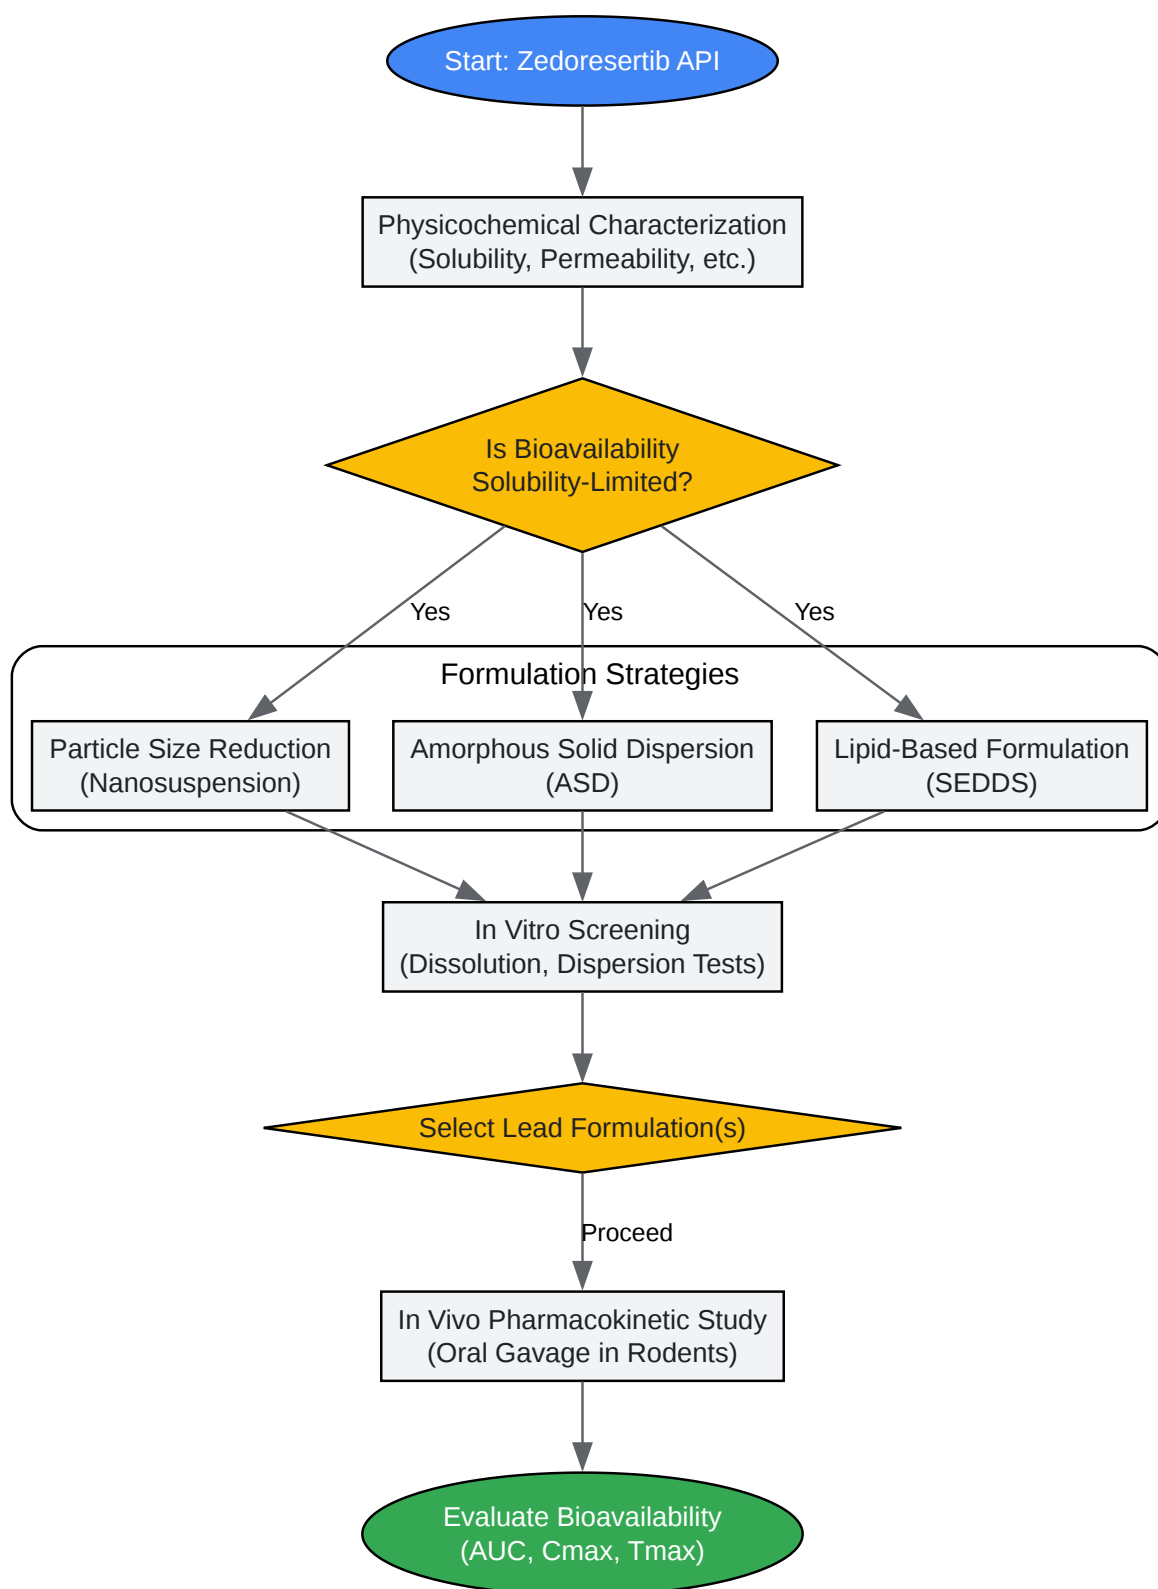 Start: Zedoresertib API
Physicochemical Characterization
(Solubility, Permeability, etc.)
Is Bioavailability
Solubility-Limited?
Yes
Yes
Yes
Formulation Strategies
Particle Size Reduction
(Nanosuspension)
Amorphous Solid Dispersion
(ASD)
Lipid-Based Formulation
(SEDDS)
In Vitro Screening
(Dissolution, Dispersion Tests)
Select Lead Formulation(s)
Proceed
In Vivo Pharmacokinetic Study
(Oral Gavage in Rodents)
Evaluate Bioavailability
(AUC, Cmax, Tmax)